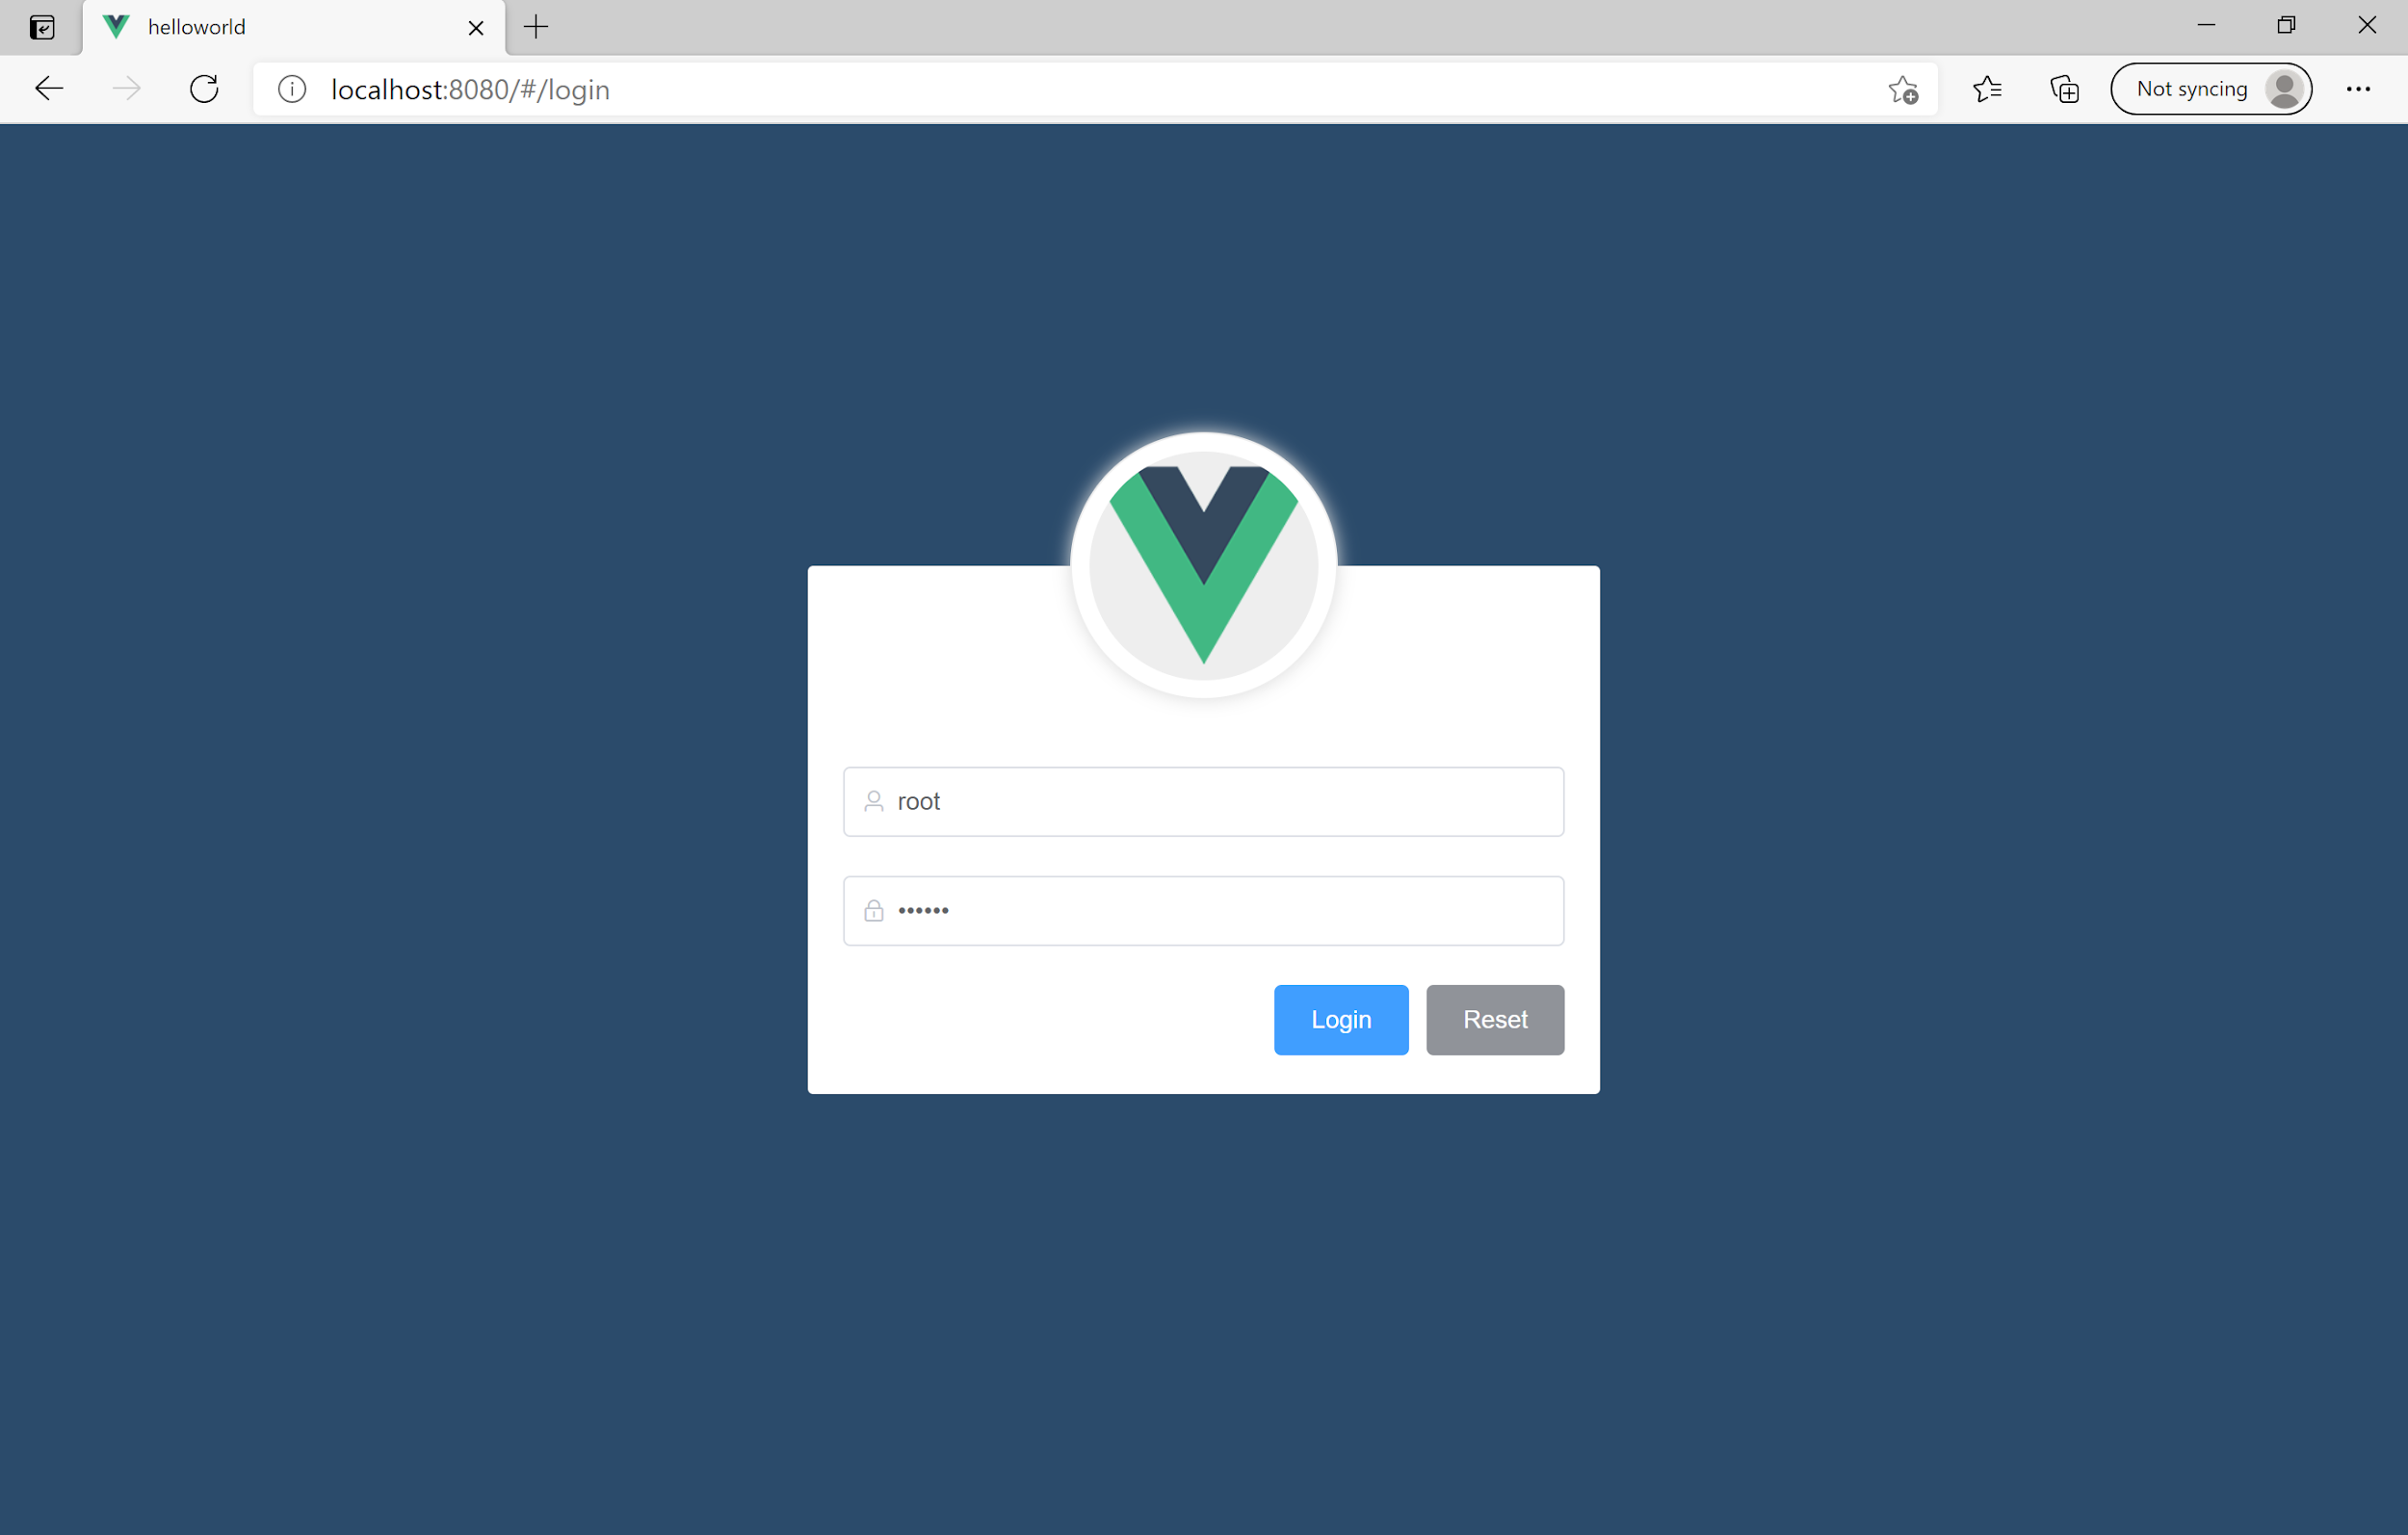 helloworld
localhost:8080/#/login
Not syncing
root
••••••
Login
Reset